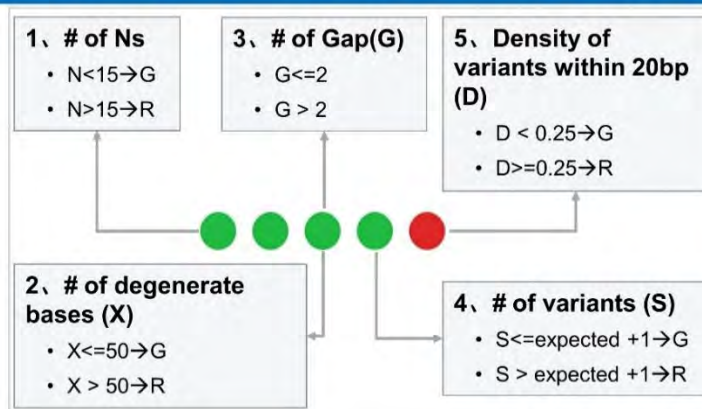 1、# of Ns
• N<15→G
• N>15→R
3、# of Gap(G)
• G<=2
• G > 2
5、Density of
variants within 20bp
(D)
• D < 0.25→G
• D>=0.25→R
2、# of degenerate
bases (X)
• X<=50→G
• X > 50→R
4、# of variants (S)
• S<=expected +1→G
• S > expected +1→R